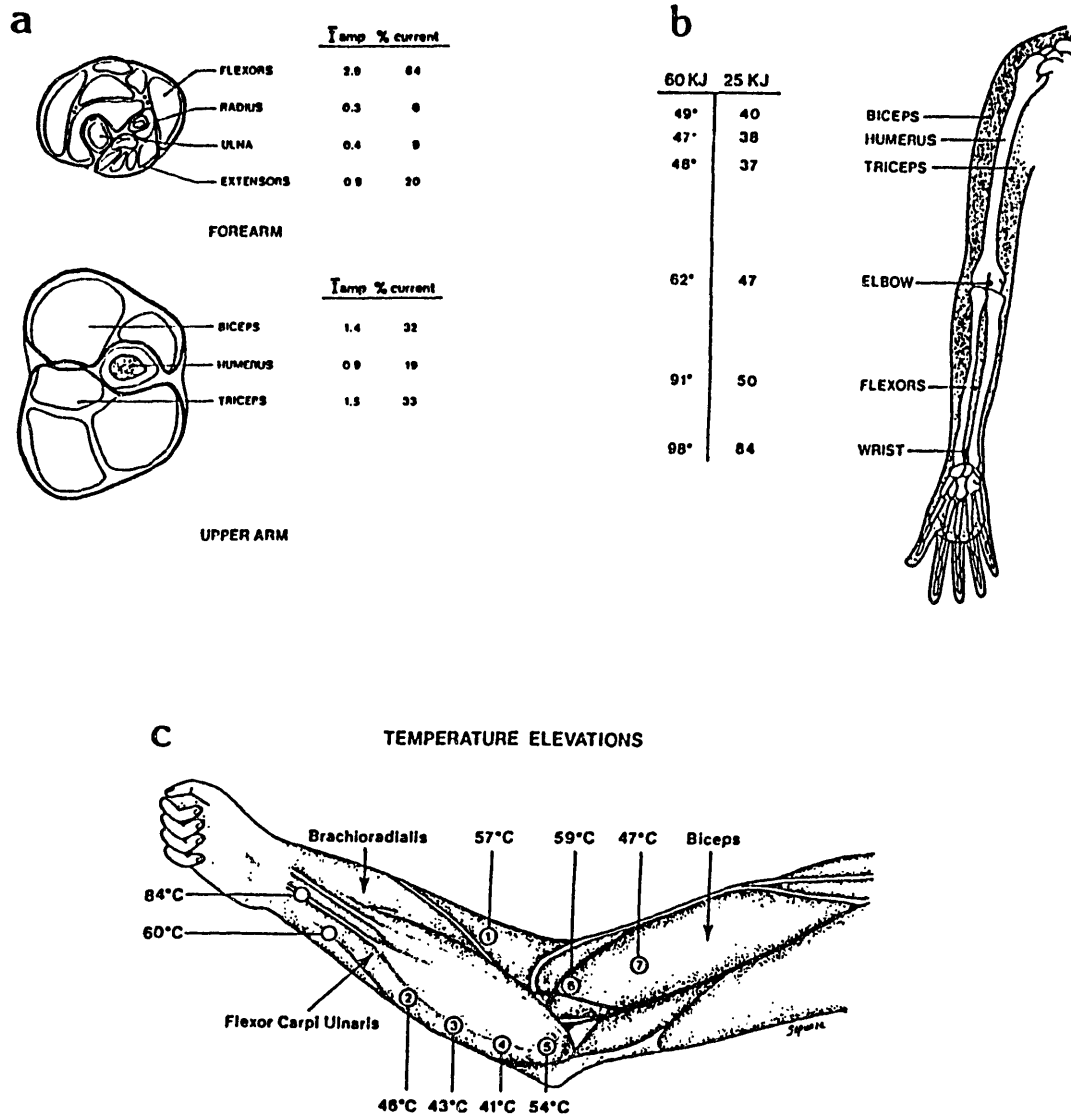 a
I amp % current
FLEXORS 2.9 64
RADIUS 0.3 6
ULNA 0.4 9
EXTENSORS 0.9 20
FOREARM
I amp % current
BICEPS 1.4 32
HUMERUS 0.9 19
TRICEPS 1.5 33
UPPER ARM
b
60 KJ 25 KJ
49° 40 BICEPS
47° 38 HUMERUS
46° 37 TRICEPS
62° 47 ELBOW
91° 50 FLEXORS
98° 84 WRIST
c
TEMPERATURE ELEVATIONS
Brachioradialis 57°C 59°C 47°C Biceps
84°C
60°C
1
6
7
2
3
4
5
Flexor Carpi Ulnaris
46°C 43°C 41°C 54°C